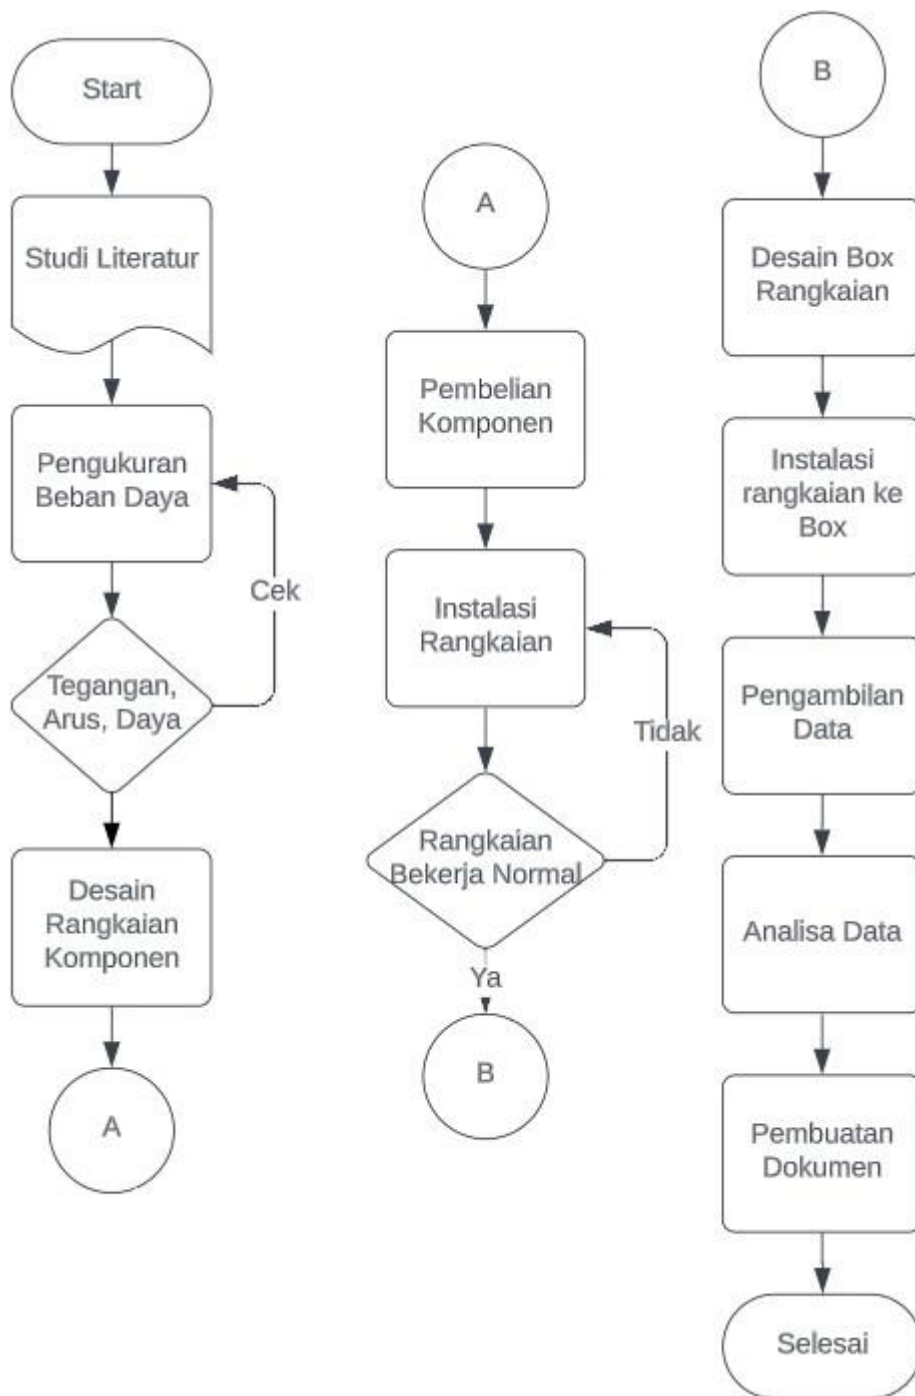 Start
Studi Literatur
Pengukuran
Beban Daya
Cek
Tegangan,
Arus, Daya
Desain
Rangkaian
Komponen
A
A
Pembelian
Komponen
Instalasi
Rangkaian
Tidak
Rangkaian
Bekerja Normal
Ya
B
B
Desain Box
Rangkaian
Instalasi
rangkaian ke
Box
Pengambilan
Data
Analisa Data
Pembuatan
Dokumen
Selesai